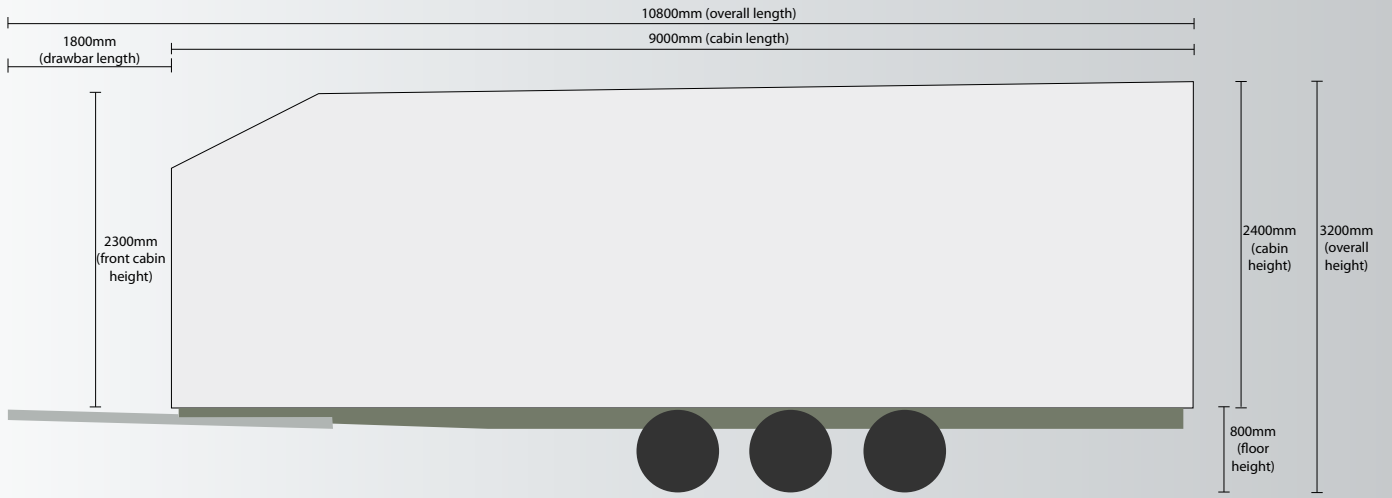 10800mm (overall length)
9000mm (cabin length)
1800mm
(drawbar length)
2300mm
(front cabin
height)
2400mm
(cabin
height)
3200mm
(overall
height)
800mm
(floor
height)